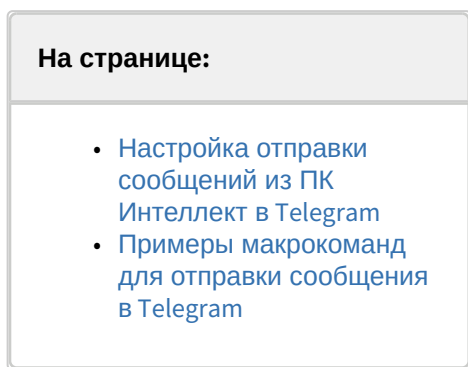 На странице:
• Настройка отправки
сообщений из ПК
Интеллект в Telegram
• Примеры макрокоманд
для отправки сообщения
в Telegram